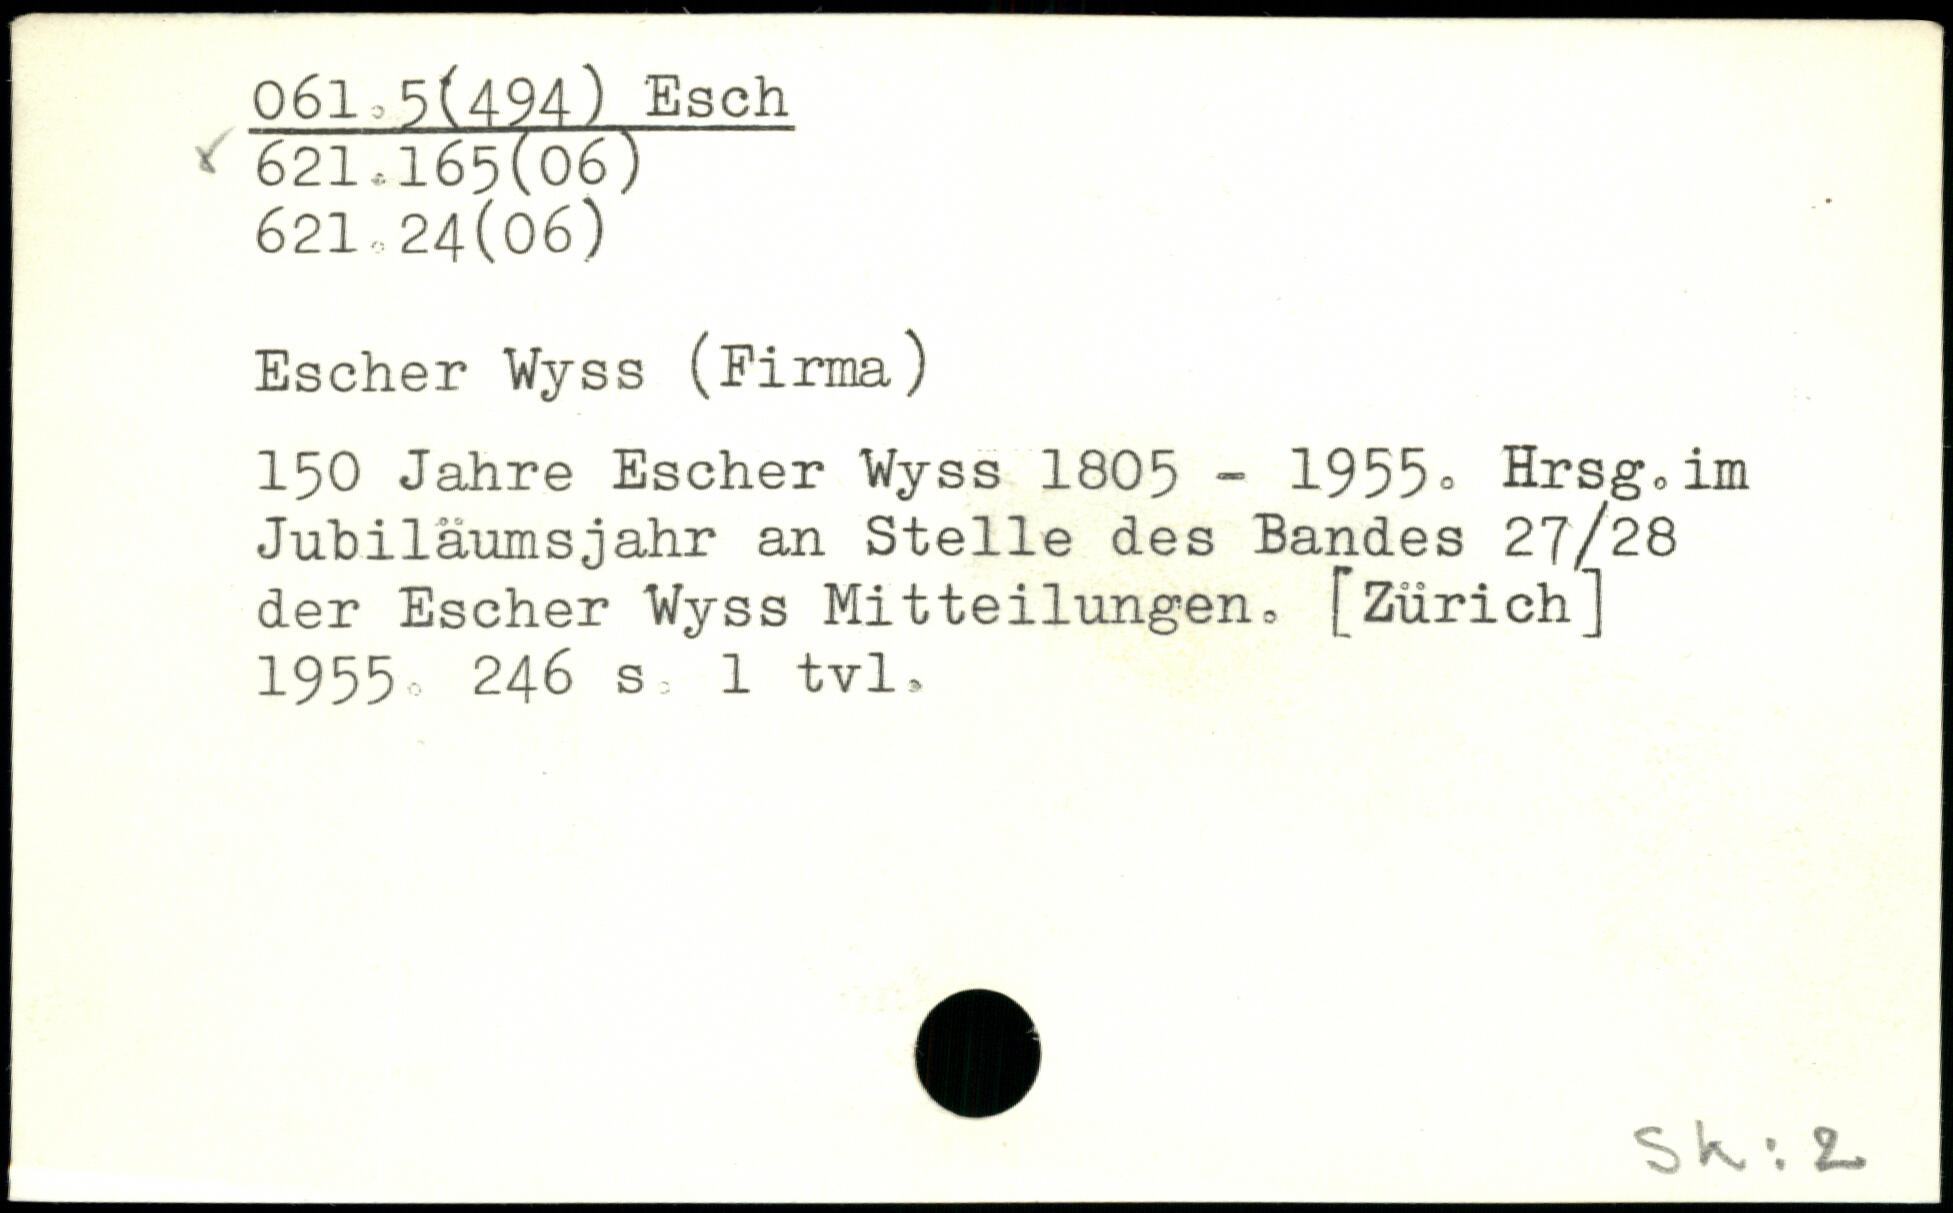 061.5(494) Esch
621.165(06)
621.24(06)
Escher Wyss (Firma)
150 Jahre Escher Wyss 1805 - 1955. Hrsg.im
Jubiläumsjahr an Stelle des Bandes 27/28
der Escher Wyss Mitteilungen. [Zürich]
1955. 246 s. 1 tvl.
Sk: 2